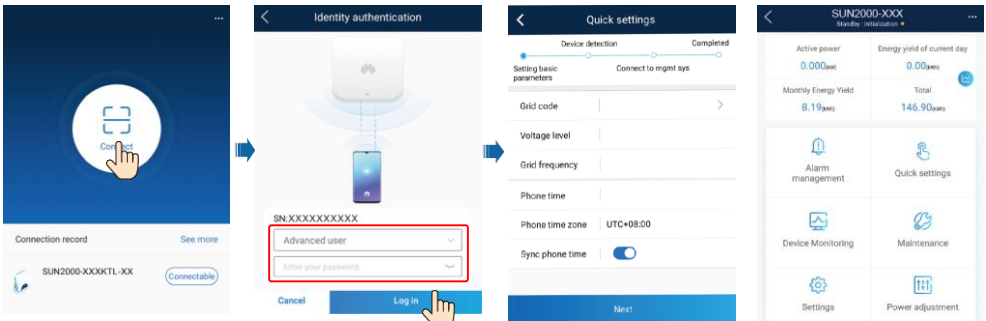 ...
Connect
Connection record
See more
SUN2000-XXXKTL-XX
Connectable
Identity authentication
SN:XXXXXXXXXX
Advanced user
Enter your password.
Cancel
Log in
Quick settings
Device detection
Completed
Setting basic
parameters
Connect to mgmt sys
Grid code
Voltage level
Grid frequency
Phone time
Phone time zone
UTC+08:00
Sync phone time
Next
SUN2000-XXX
Standby: initialization
...
Active power
Energy yield of current day
0.000(kW)
0.00(kWh)
Monthly Energy Yield
Total
8.19(kWh)
146.90(kWh)
Alarm
management
Quick settings
Device Monitoring
Maintenance
Settings
Power adjustment